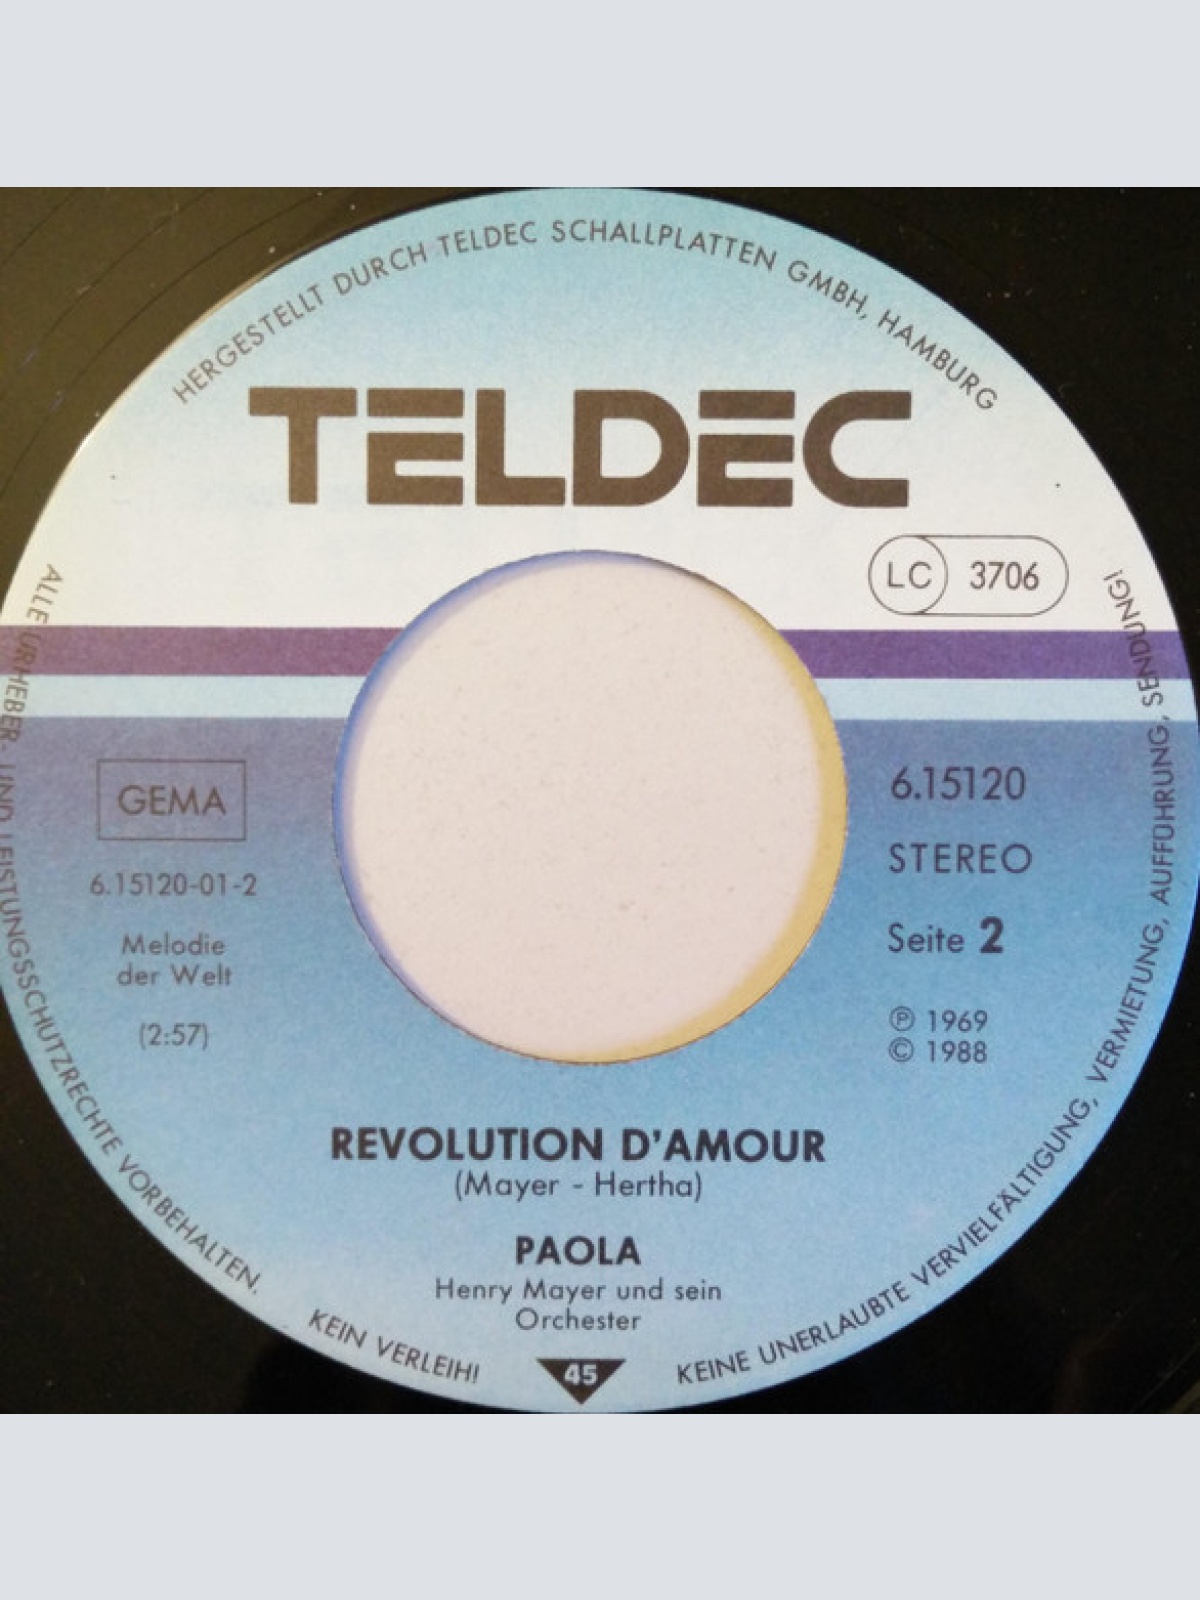 HERGESTELLT DURCH TELDEC SCHALLPLATTEN GMBH, HAMBURG
TELDEC
LC 3706
GEMA
6.15120-01-2
Melodie
der Welt
(2:57)
6.15120
STEREO
Seite 2
℗ 1969
© 1988
REVOLUTION D'AMOUR
(Mayer - Hertha)
PAOLA
Henry Mayer und sein
Orchester
45
ALLE URHEBER- UND LEISTUNGSSCHUTZRECHTE VORBEHALTEN.
KEIN VERLEIH!
KEINE UNERLAUBTE VERVIELFÄLTIGUNG, VERMIETUNG, AUFFÜHRUNG, SENDUNG!